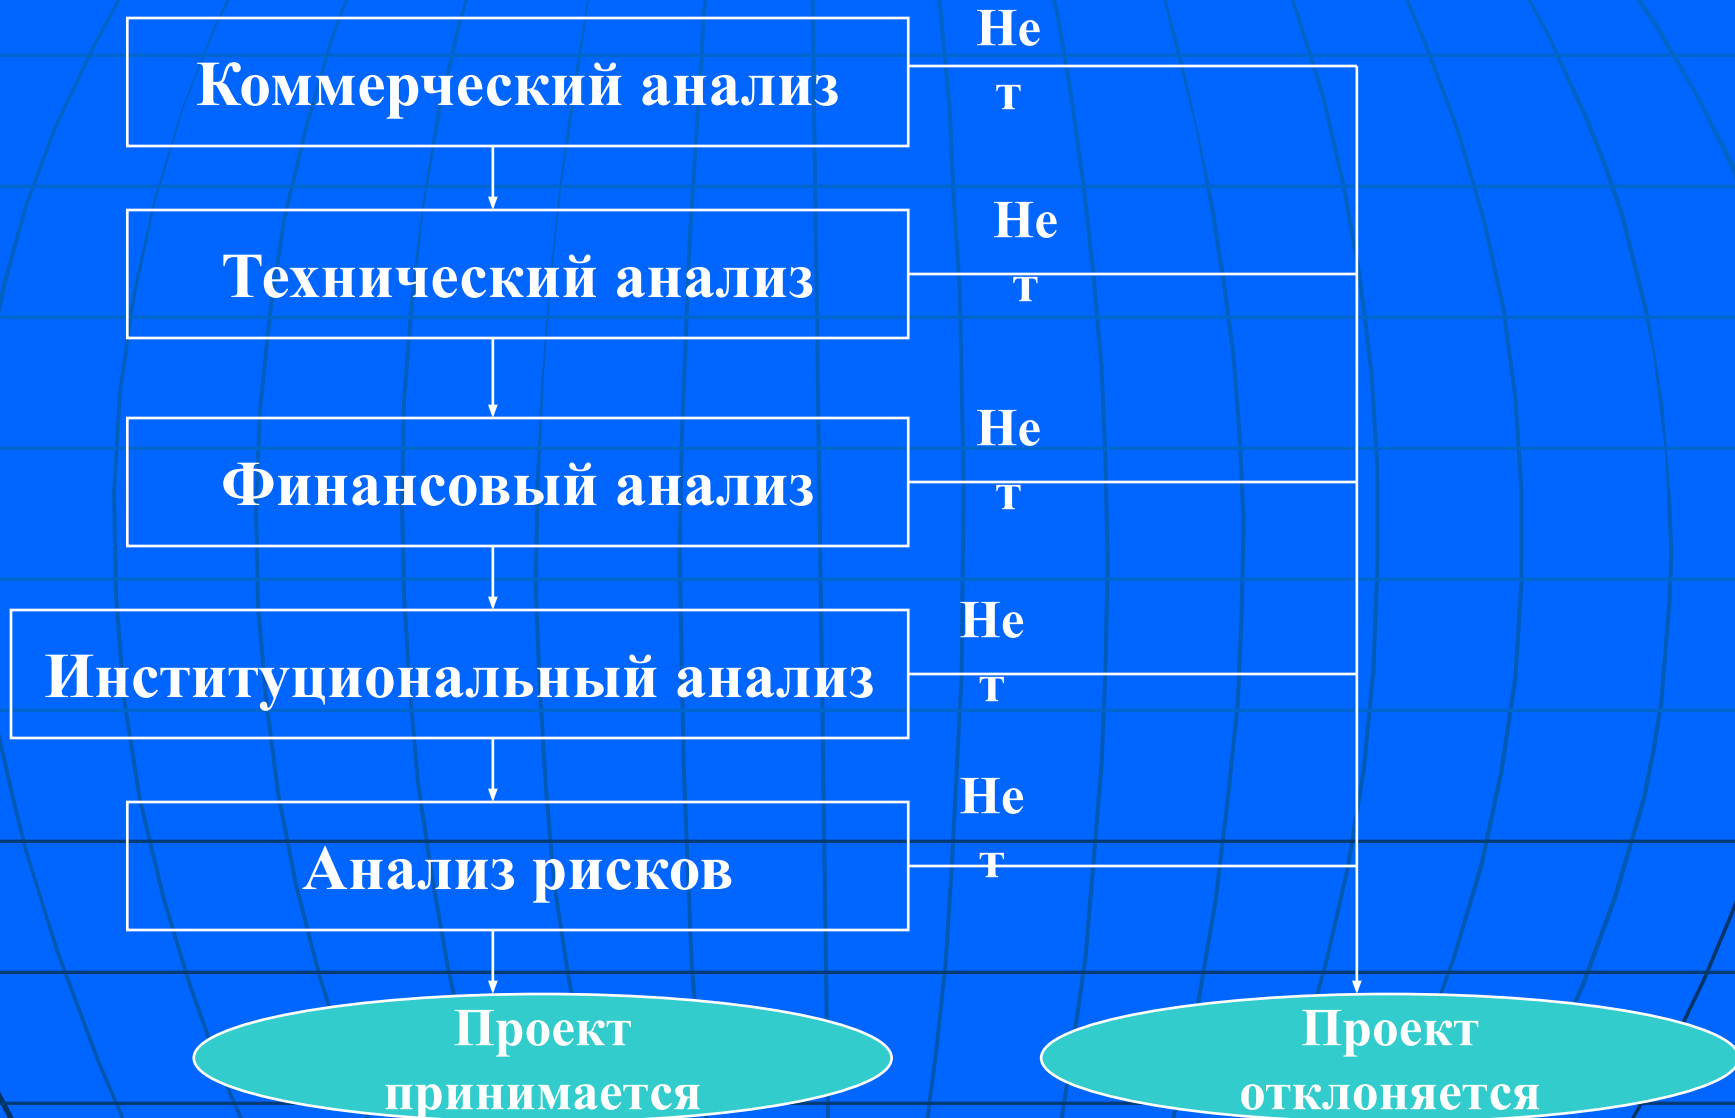 Не
т
Коммерческий анализ
Не
т
Технический анализ
Не
т
Финансовый анализ
Не
т
Институциональный анализ
Не
т
Анализ рисков
Проект
принимается
Проект
отклоняется